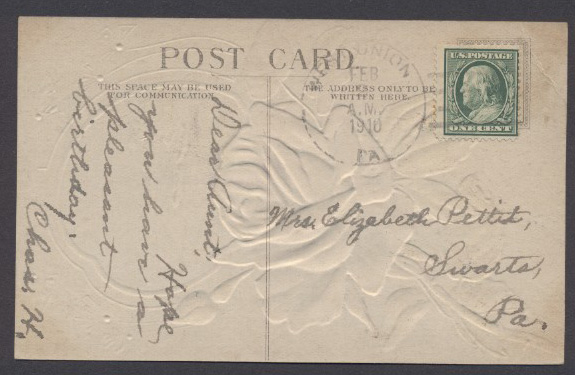 POST CARD.
THIS SPACE MAY BE USED
FOR COMMUNICATION.
THE ADDRESS ONLY TO BE
WRITTEN HERE.
UNION
FEB
A.M.
1910
PA
U.S. POSTAGE
ONE CENT
Dear Aunt,
Hope
you have a
pleasant
birthday.
Chas. H.
Mrs. Elizabeth Pettit,
Swarts,
Pa.